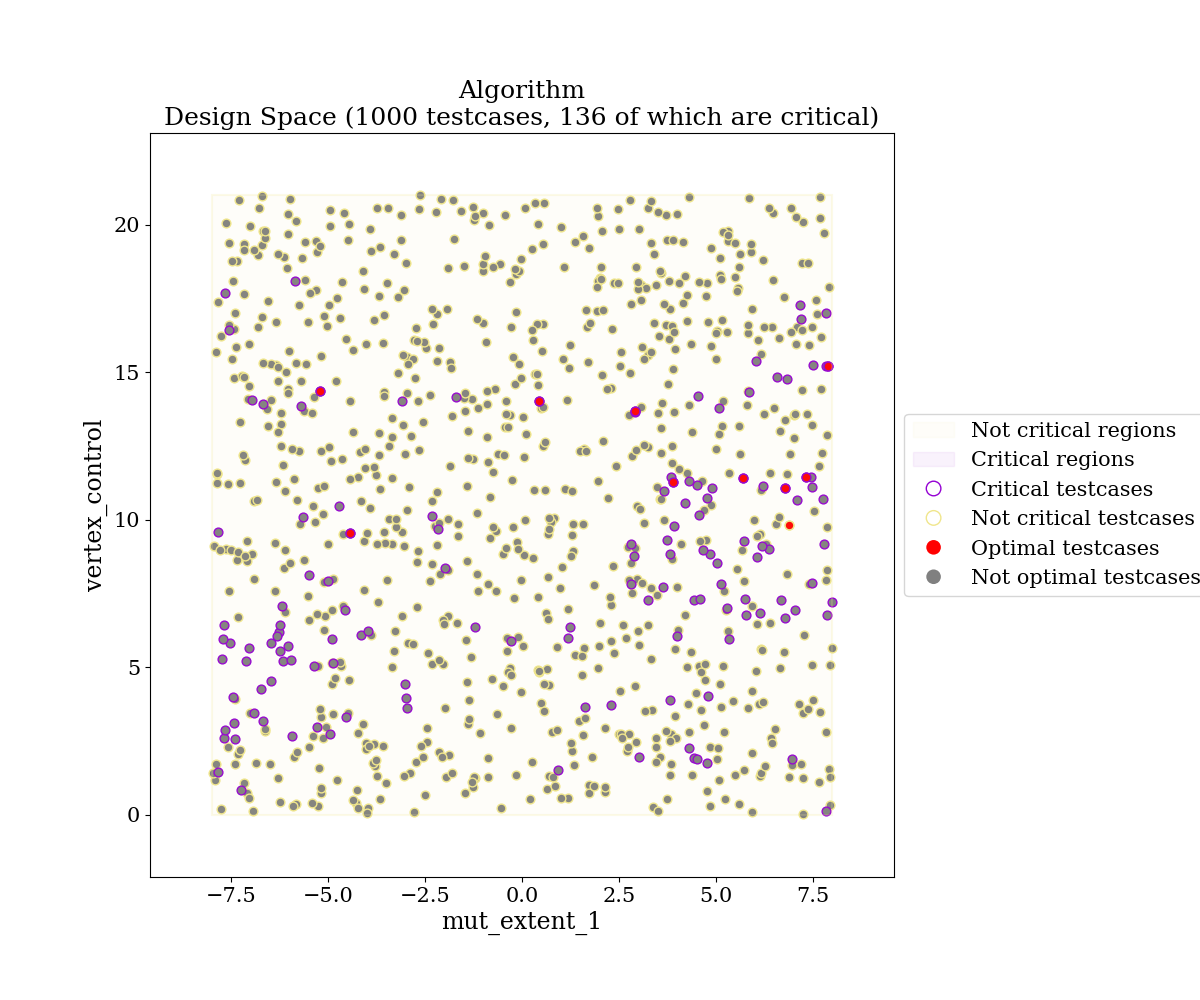 Algorithm
Design Space (1000 testcases, 136 of which are critical)
vertex_control
20
15
10
5
0
−7.5
−5.0
−2.5
0.0
2.5
5.0
7.5
mut_extent_1
Not critical regions
Critical regions
Critical testcases
Not critical testcases
Optimal testcases
Not optimal testcases